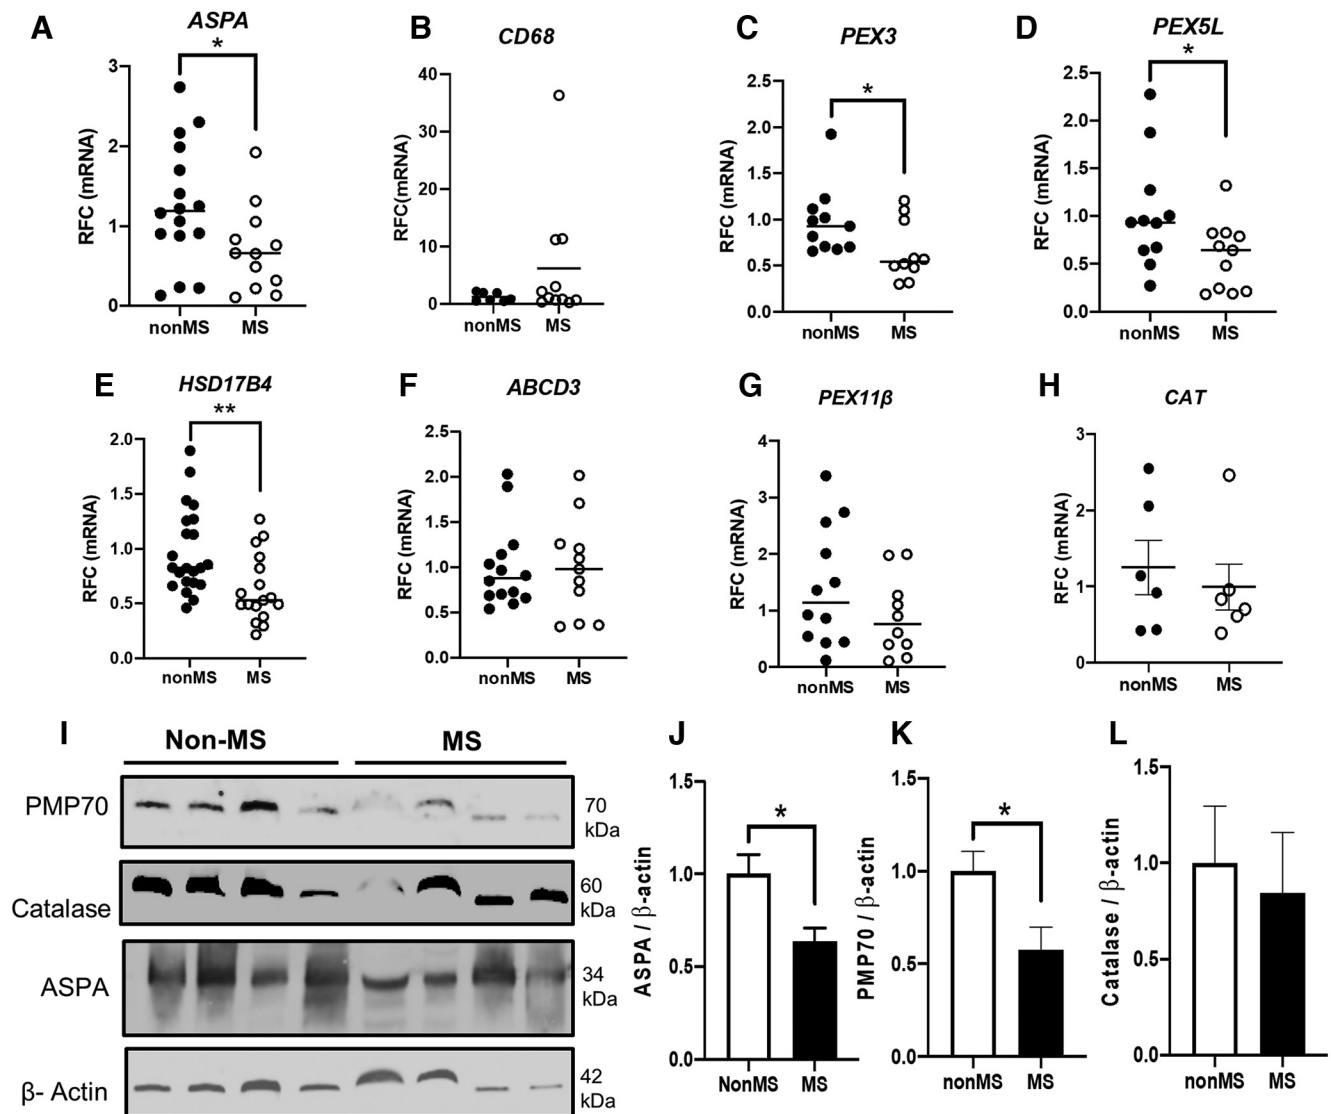 A
ASPA
*
RFC (mRNA)
3
2
1
0
nonMS MS
B
CD68
RFC(mRNA)
40
30
20
10
0
nonMS MS
C
PEX3
*
RFC (mRNA)
2.5
2.0
1.5
1.0
0.5
0.0
nonMS MS
D
PEX5L
*
RFC (mRNA)
2.5
2.0
1.5
1.0
0.5
0.0
nonMS MS
E
HSD17B4
**
RFC (mRNA)
2.0
1.5
1.0
0.5
0.0
nonMS MS
F
ABCD3
RFC (mRNA)
2.5
2.0
1.5
1.0
0.5
0.0
nonMS MS
G
PEX11β
RFC (mRNA)
4
3
2
1
0
nonMS MS
H
CAT
RFC (mRNA)
3
2
1
0
nonMS MS
I
Non-MS MS
PMP70
70
kDa
Catalase
60
kDa
ASPA
34
kDa
β- Actin
42
kDa
J
*
ASPA / β-actin
1.5
1.0
0.5
0.0
NonMS MS
K
*
PMP70 / β-actin
1.5
1.0
0.5
0.0
nonMS MS
L
Catalase / β-actin
1.5
1.0
0.5
0.0
nonMS MS